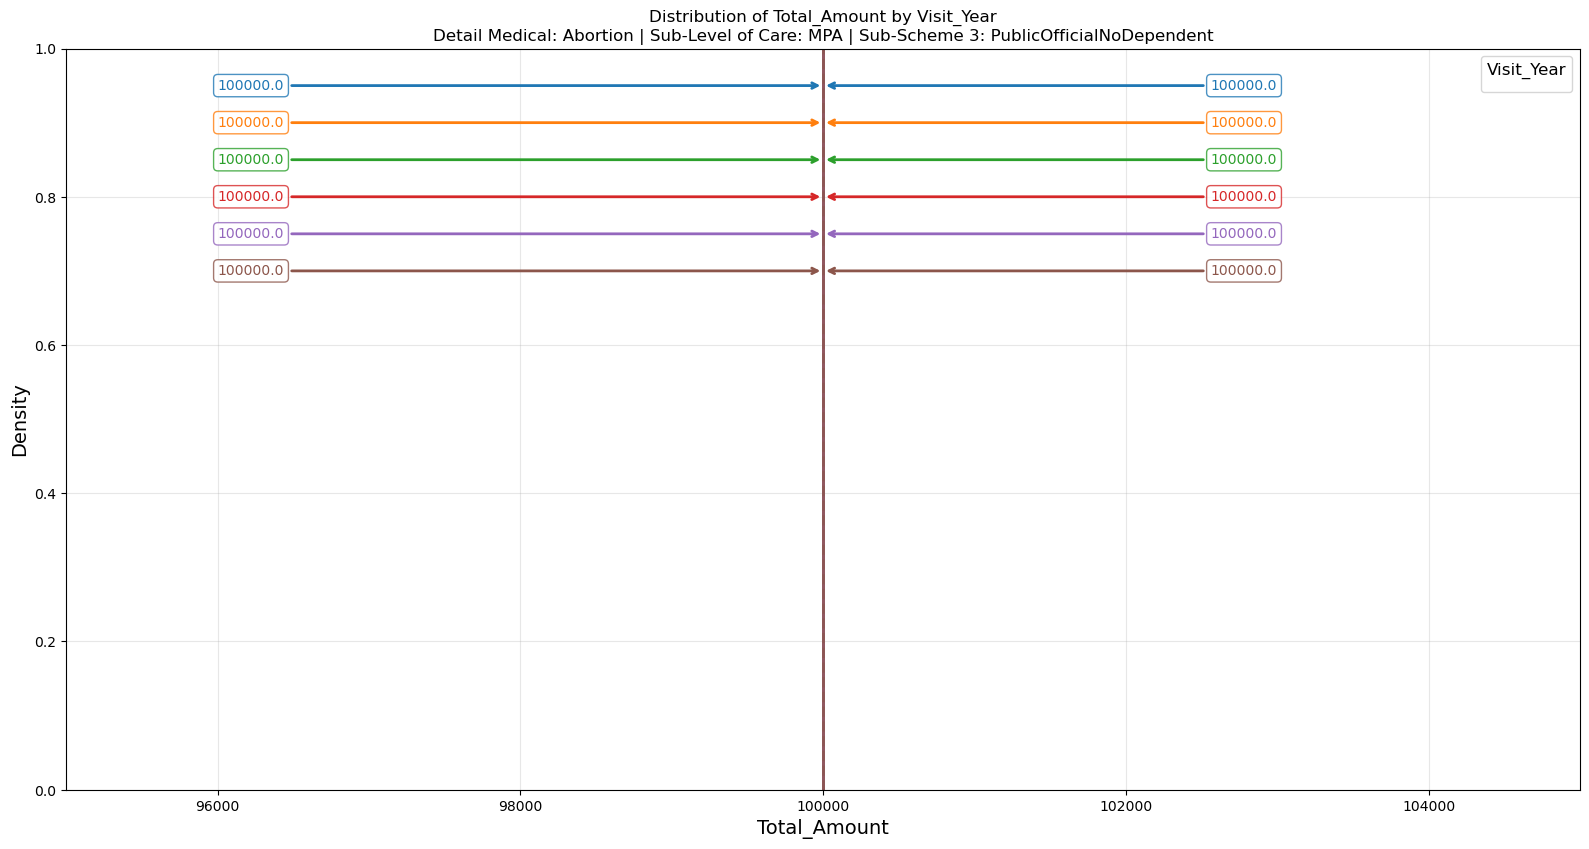 Distribution of Total_Amount by Visit_Year
Detail Medical: Abortion | Sub-Level of Care: MPA | Sub-Scheme 3: PublicOfficialNoDependent
Visit_Year
1.0
100000.0 100000.0
100000.0 100000.0
100000.0 100000.0
0.8
100000.0 100000.0
100000.0 100000.0
100000.0 100000.0
0.6
Density
0.4
0.2
0.0
96000 98000 100000 102000 104000
Total_Amount